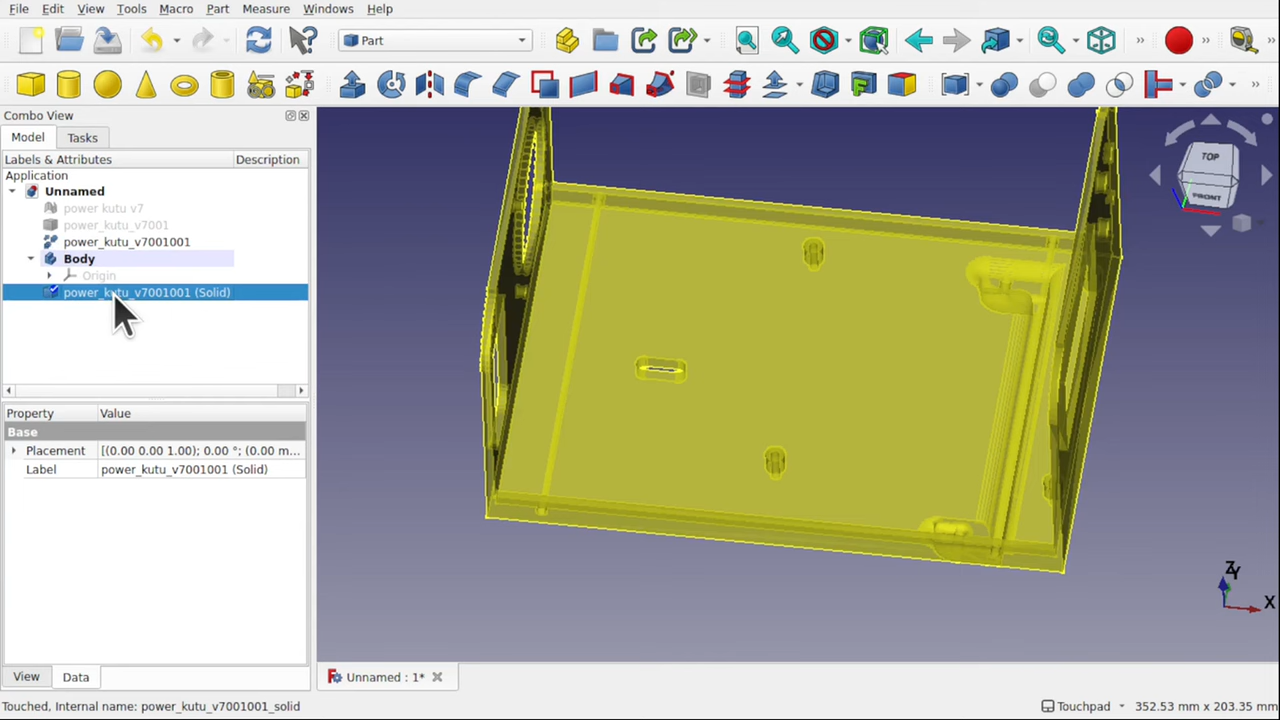 File Edit View Tools Macro Part Measure Windows Help
Part
Combo View
Model Tasks
Labels & Attributes Description
Application
Unnamed
power kutu v7
power_kutu_v7001
power_kutu_v7001001
Body
Origin
power_kutu_v7001001 (Solid)
TOP
FRONT
Property Value
Base
Placement [(0.00 0.00 1.00); 0.00 °; (0.00 m...
Label power_kutu_v7001001 (Solid)
Z
Y
X
View Data
Unnamed : 1*
Touched, Internal name: power_kutu_v7001001_solid
Touchpad 352.53 mm x 203.35 mm